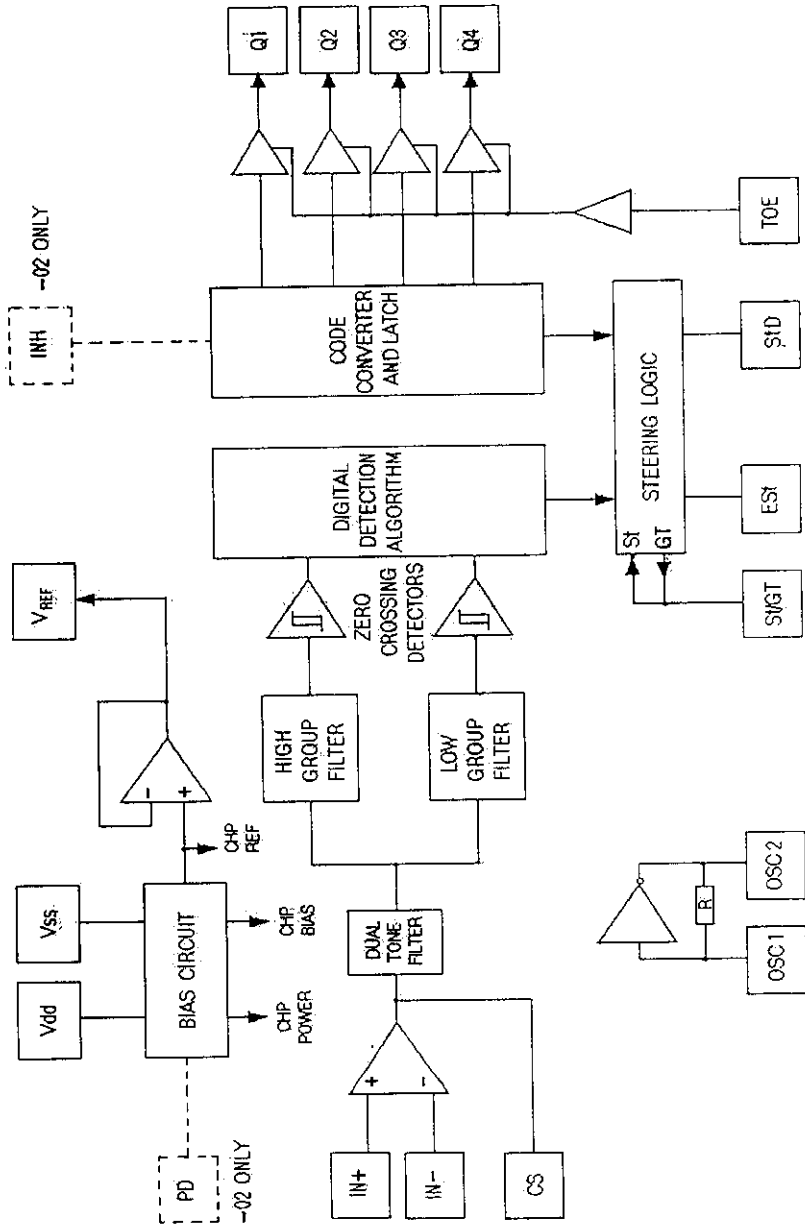 PD
-02 ONLY
Vdd
Vss
BIAS CIRCUIT
CHP
POWER
CHP
BIAS
CHP
REF
-
+
VREF
INH
-02 ONLY
IN+
IN-
CS
+
-
DUAL
TONE
FILTER
HIGH
GROUP
FILTER
LOW
GROUP
FILTER
ZERO
CROSSING
DETECTORS
DIGITAL
DETECTION
ALGORITHM
CODE
CONVERTER
AND LATCH
Q1
Q2
Q3
Q4
OSC1
OSC2
R
St
GT
STEERING LOGIC
St/GT
ESt
StD
TOE